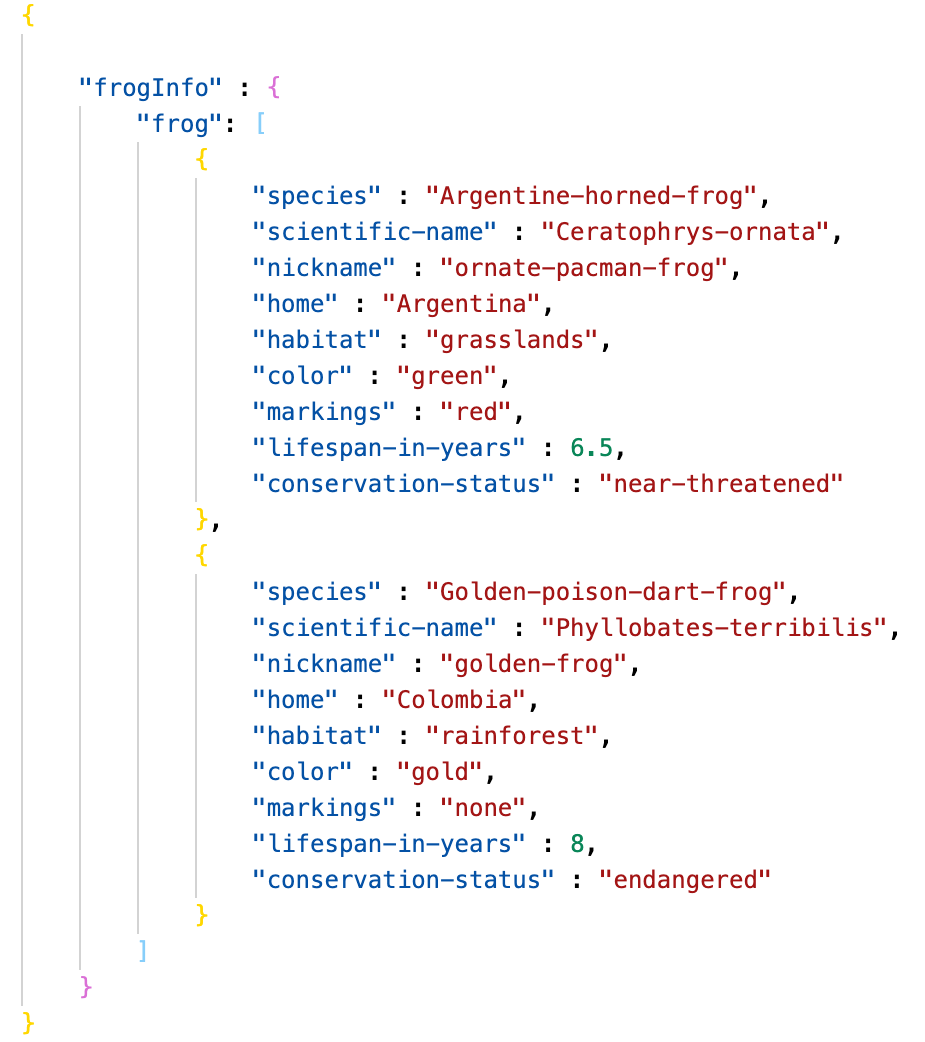 {
"frogInfo" : {
"frog": [
{
"species" : "Argentine-horned-frog",
"scientific-name" : "Ceratophrys-ornata",
"nickname" : "ornate-pacman-frog",
"home" : "Argentina",
"habitat" : "grasslands",
"color" : "green",
"markings" : "red",
"lifespan-in-years" : 6.5,
"conservation-status" : "near-threatened"
},
{
"species" : "Golden-poison-dart-frog",
"scientific-name" : "Phyllobates-terribilis",
"nickname" : "golden-frog",
"home" : "Colombia",
"habitat" : "rainforest",
"color" : "gold",
"markings" : "none",
"lifespan-in-years" : 8,
"conservation-status" : "endangered"
}
]
}
}